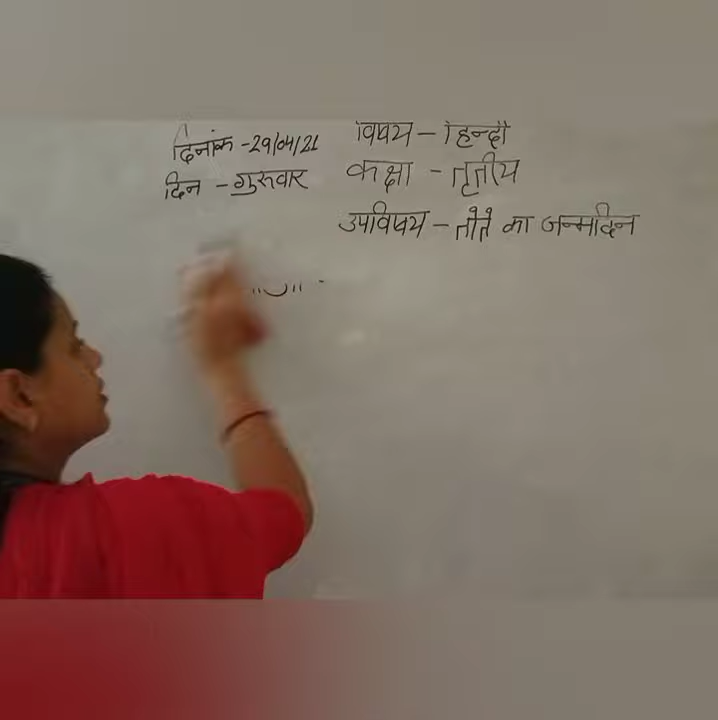 दिनांक - 29/04/21
दिन - गुरुवार
विषय - हिन्दी
कक्षा - तृतीय
उपविषय - तोते का जन्मदिन